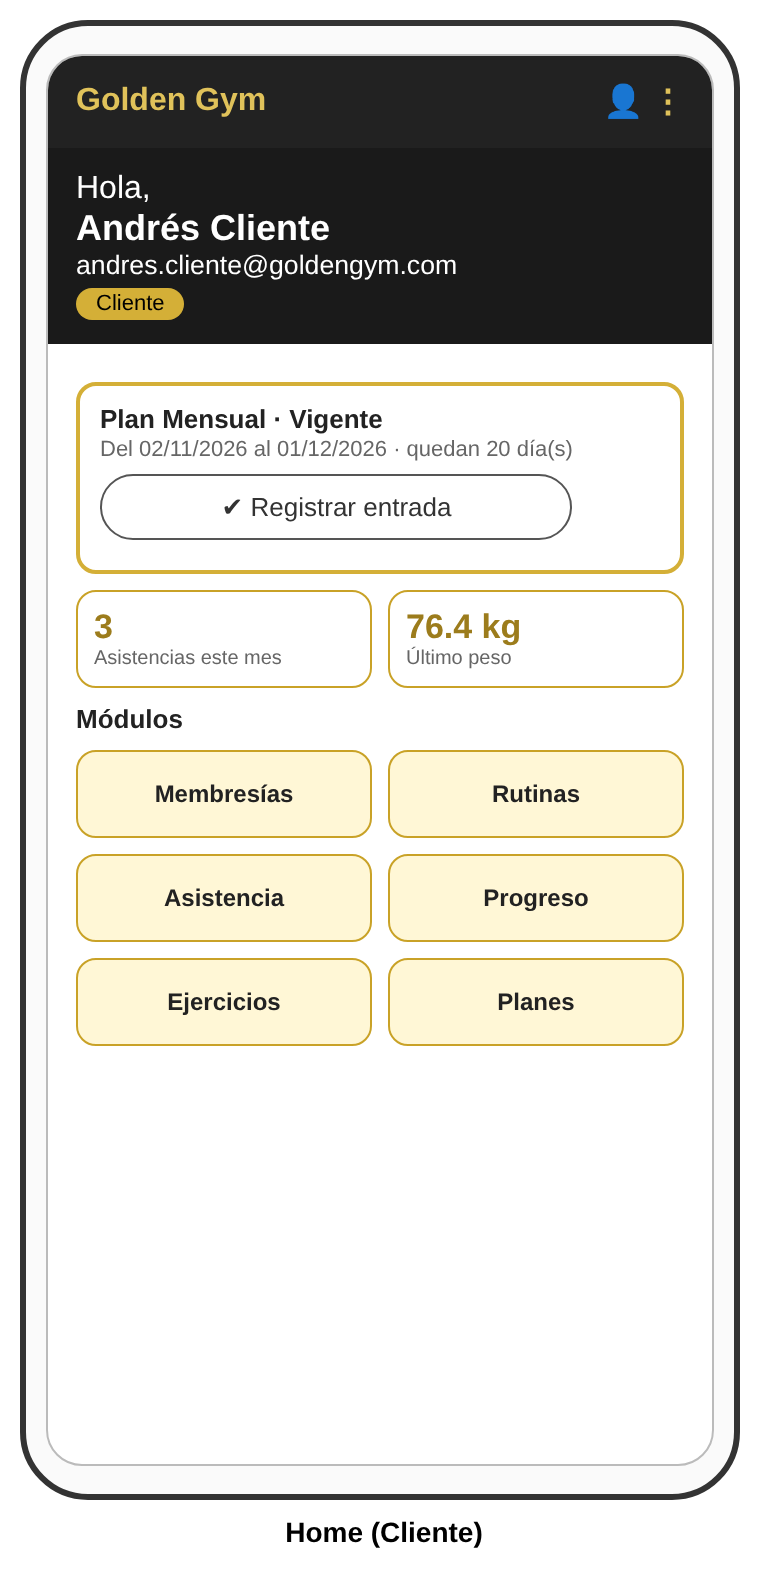 Golden Gym
Hola,
Andrés Cliente
andres.cliente@goldengym.com
Cliente
Plan Mensual · Vigente
Del 02/11/2026 al 01/12/2026 · quedan 20 día(s)
✔ Registrar entrada
3
Asistencias este mes
76.4 kg
Último peso
Módulos
Membresías
Rutinas
Asistencia
Progreso
Ejercicios
Planes
Home (Cliente)